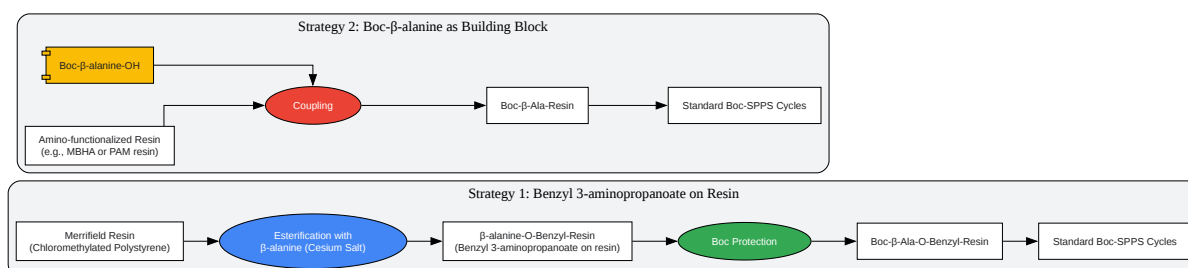 Strategy 2: Boc-β-alanine as Building Block
Boc-β-alanine-OH
Coupling
Boc-β-Ala-Resin
Standard Boc-SPPS Cycles
Amino-functionalized Resin
(e.g., MBHA or PAM resin)
Strategy 1: Benzyl 3-aminopropanoate on Resin
Merrifield Resin
(Chloromethylated Polystyrene)
Esterification with
β-alanine (Cesium Salt)
β-alanine-O-Benzyl-Resin
(Benzyl 3-aminopropanoate on resin)
Boc Protection
Boc-β-Ala-O-Benzyl-Resin
Standard Boc-SPPS Cycles